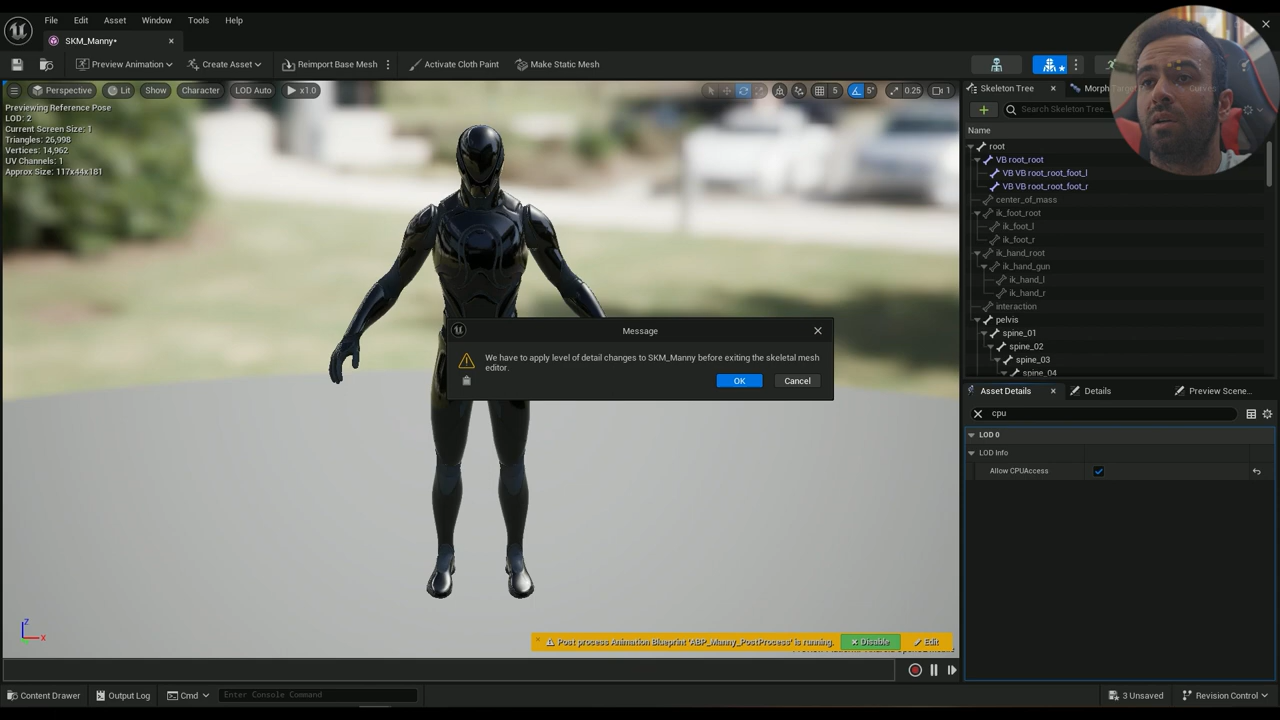 File Edit Asset Window Tools Help
SKM_Manny•
Preview Animation Create Asset Reimport Base Mesh Activate Cloth Paint Make Static Mesh
Perspective Lit Show Character LOD Auto x1.0 5 5° 0.25 1
Previewing Reference Pose
LOD: 2
Current Screen Size: 1
Triangles: 26,998
Vertices: 14,962
UV Channels: 1
Approx Size: 117x44x181
Skeleton Tree Morph Target Curves
Search Skeleton Tree...
Name
root
VB root_root
VB VB root_root_foot_l
VB VB root_root_foot_r
center_of_mass
ik_foot_root
ik_foot_l
ik_foot_r
ik_hand_root
ik_hand_gun
ik_hand_l
ik_hand_r
interaction
pelvis
spine_01
spine_02
spine_03
spine_04
Message
We have to apply level of detail changes to SKM_Manny before exiting the skeletal mesh
editor.
OK Cancel
Asset Details Details Preview Scene...
cpu
LOD 0
LOD Info
Allow CPUAccess
Post process Animation Blueprint 'ABP_Manny_PostProcess' is running. Disable Edit
Z
X
Content Drawer Output Log Cmd Enter Console Command 3 Unsaved Revision Control